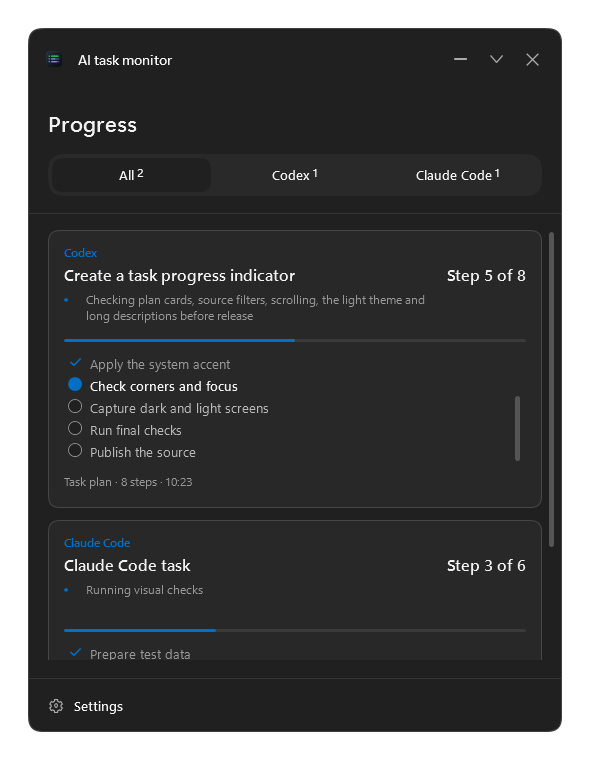 AI task monitor
Progress
All 2
Codex 1
Claude Code 1
Codex
Create a task progress indicator
Step 5 of 8
Checking plan cards, source filters, scrolling, the light theme and
long descriptions before release
Apply the system accent
Check corners and focus
Capture dark and light screens
Run final checks
Publish the source
Task plan · 8 steps · 10:23
Claude Code
Claude Code task
Step 3 of 6
Running visual checks
Prepare test data
Settings